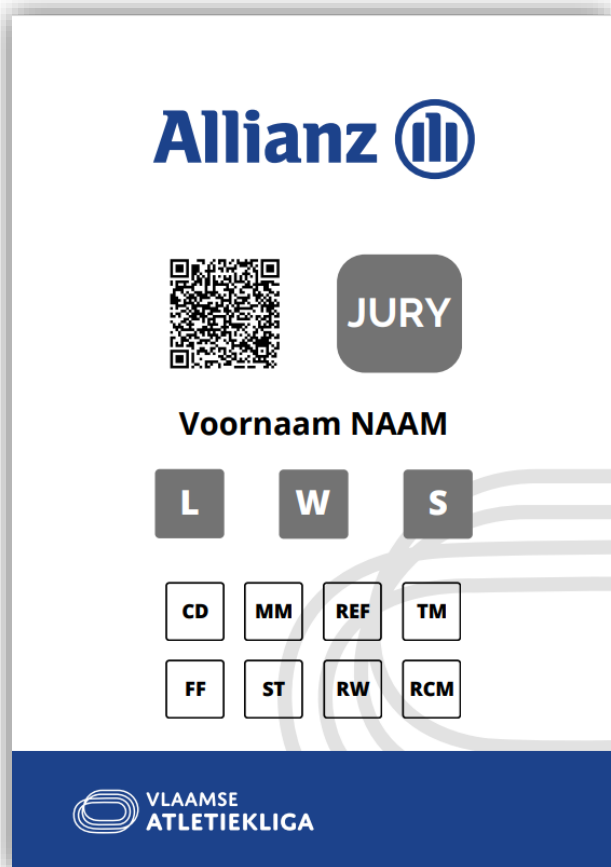 Allianz
JURY
Voornaam NAAM
L W S
CD MM REF TM
FF ST RW RCM
VLAAMSE
ATLETIEKLIGA